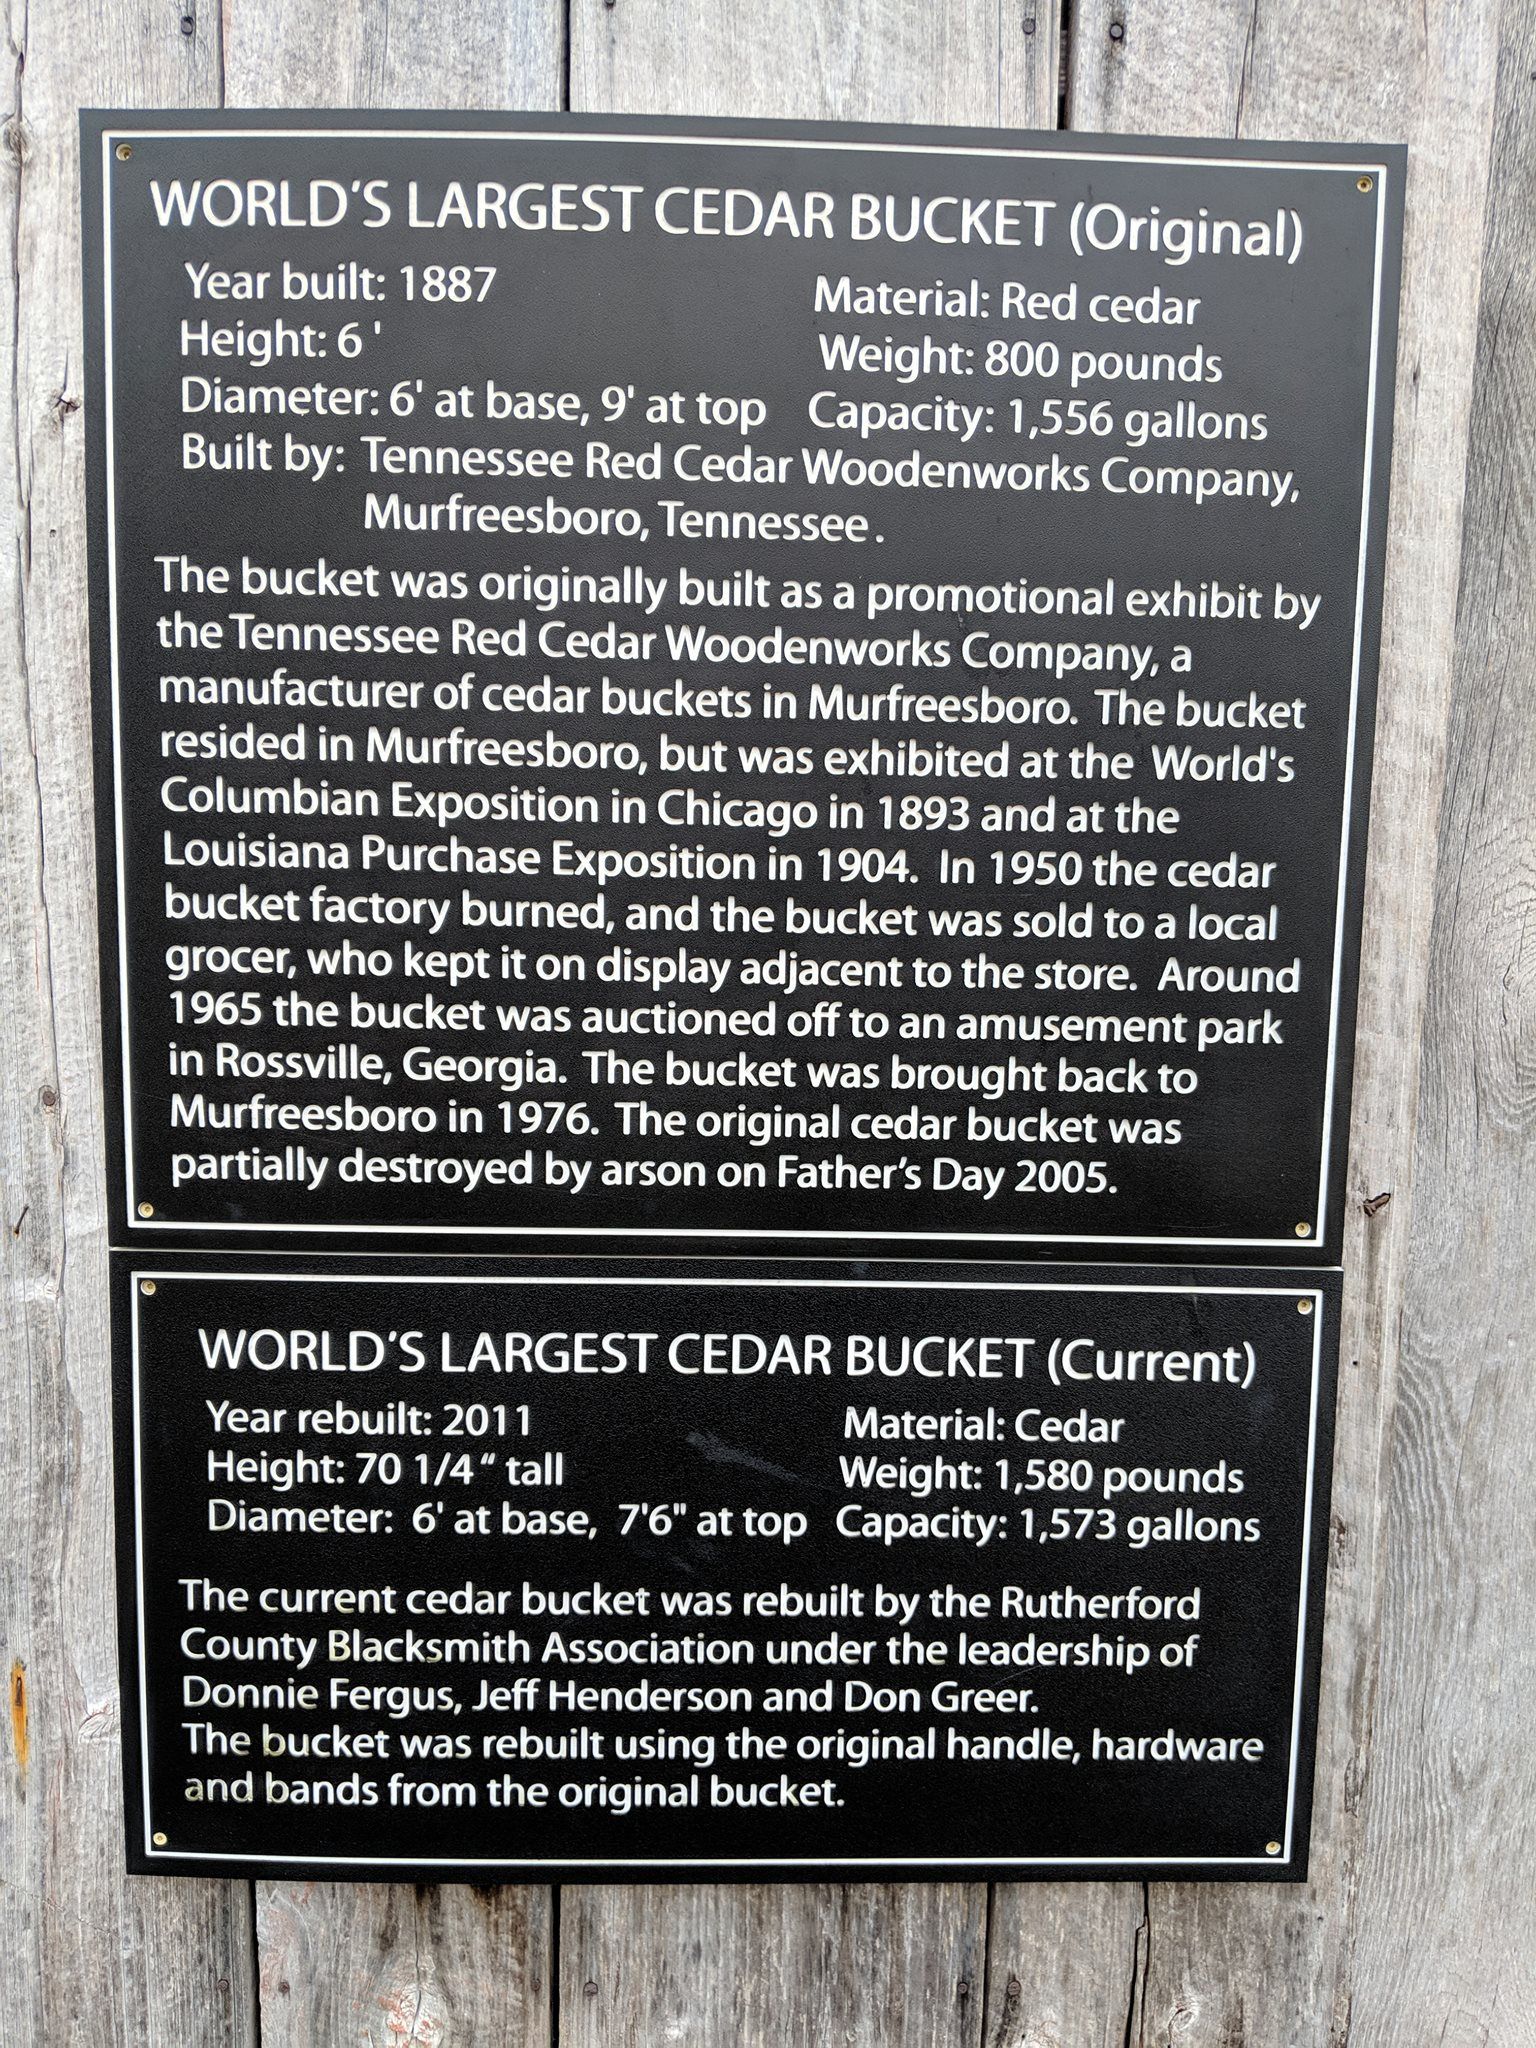 WORLD'S LARGEST CEDAR BUCKET (Original)
Year built: 1887
Height: 6 '
Diameter: 6' at base, 9' at top
Material: Red cedar
Weight: 800 pounds
Capacity: 1,556 gallons
Built by: Tennessee Red Cedar Woodenworks Company,
Murfreesboro, Tennessee.
The bucket was originally built as a promotional exhibit by
the Tennessee Red Cedar Woodenworks Company, a
manufacturer of cedar buckets in Murfreesboro. The bucket
resided in Murfreesboro, but was exhibited at the World's
Columbian Exposition in Chicago in 1893 and at the
Louisiana Purchase Exposition in 1904. In 1950 the cedar
bucket factory burned, and the bucket was sold to a local
grocer, who kept it on display adjacent to the store. Around
1965 the bucket was auctioned off to an amusement park
in Rossville, Georgia. The bucket was brought back to
Murfreesboro in 1976. The original cedar bucket was
partially destroyed by arson on Father's Day 2005.
WORLD'S LARGEST CEDAR BUCKET (Current)
Year rebuilt: 2011
Height: 70 1/4 " tall
Diameter: 6' at base, 7'6" at top
Material: Cedar
Weight: 1,580 pounds
Capacity: 1,573 gallons
The current cedar bucket was rebuilt by the Rutherford
County Blacksmith Association under the leadership of
Donnie Fergus, Jeff Henderson and Don Greer.
The bucket was rebuilt using the original handle, hardware
and bands from the original bucket.